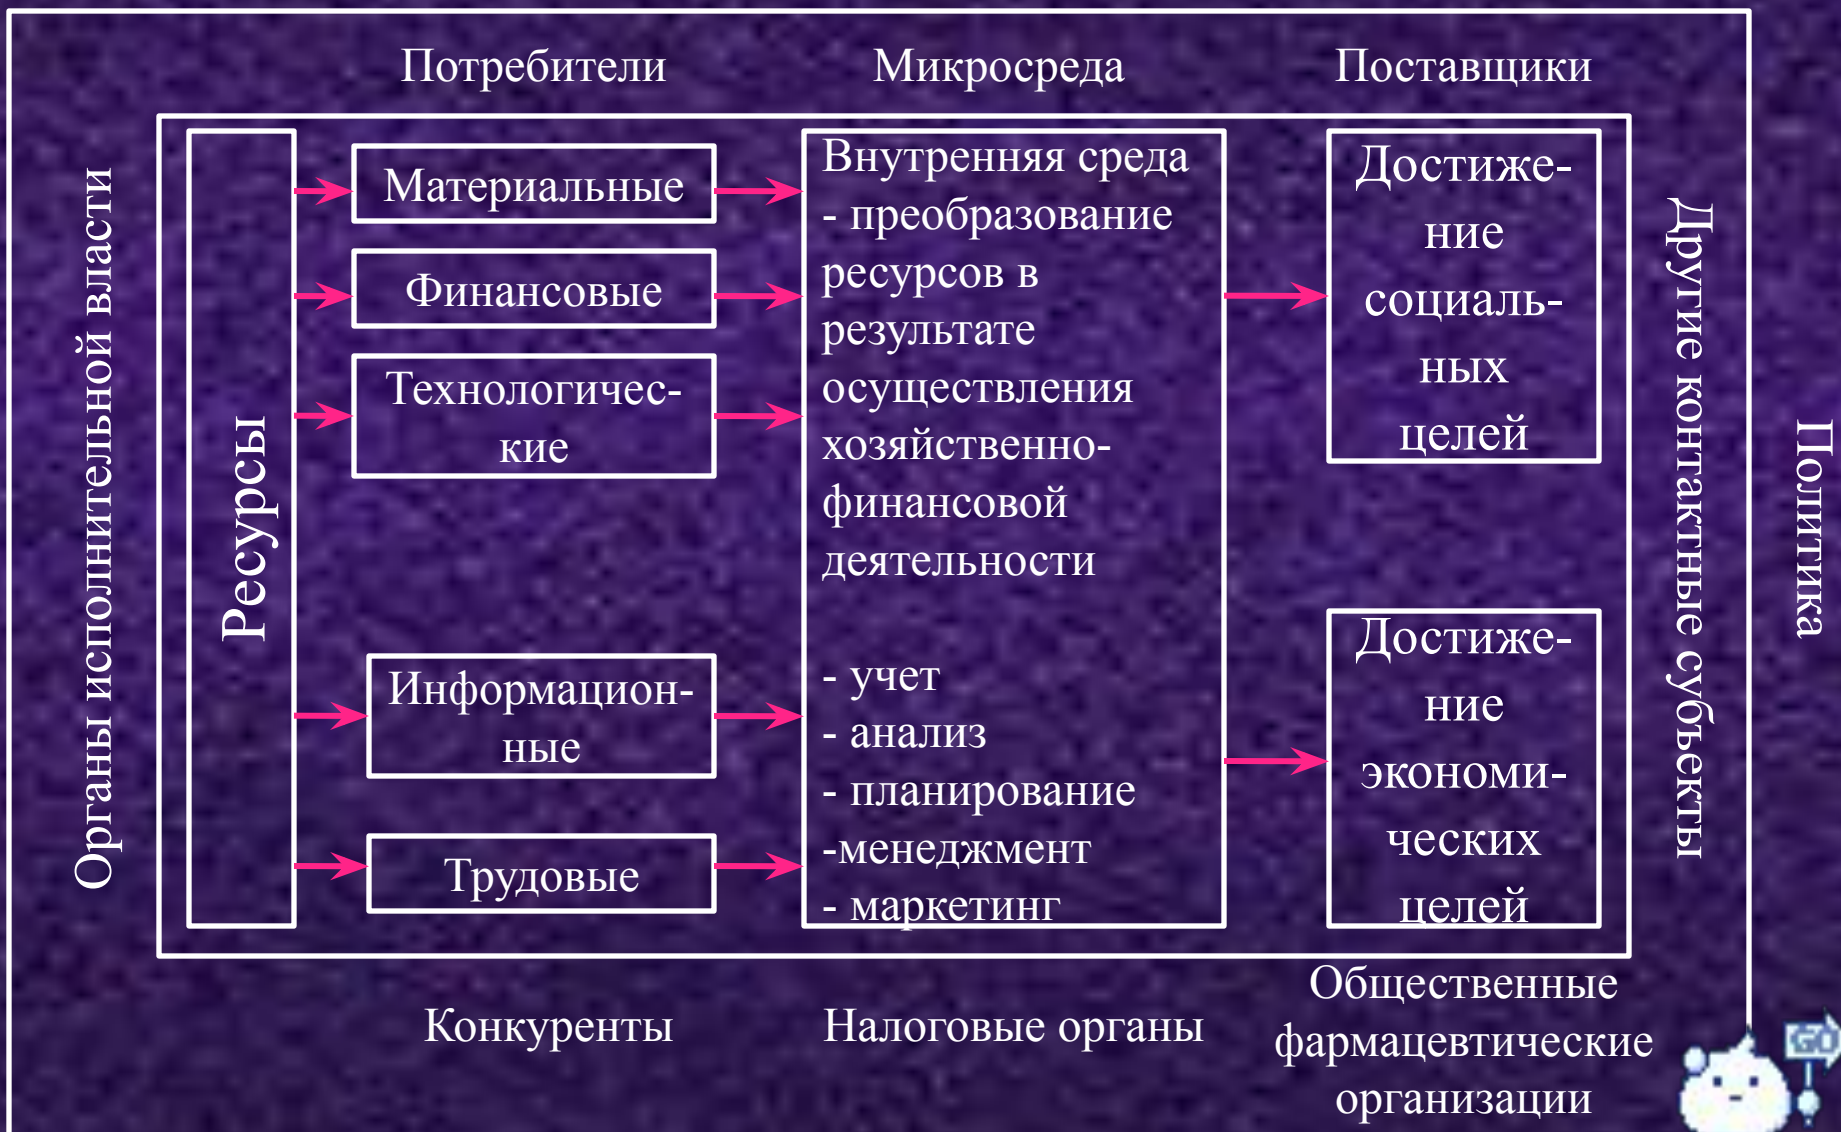 Потребители
Микросреда
Поставщики
Органы исполнительной власти
Ресурсы
Материальные
Финансовые
Технологичес-
кие
Информацион-
ные
Трудовые
Внутренняя среда
- преобразование
ресурсов в
результате
осуществления
хозяйственно-
финансовой
деятельности
- учет
- анализ
- планирование
-менеджмент
- маркетинг
Достиже-
ние
социаль-
ных
целей
Достиже-
ние
экономи-
ческих
целей
Другие контактные субъекты
Политика
Конкуренты
Налоговые органы
Общественные
фармацевтические
организации
GO